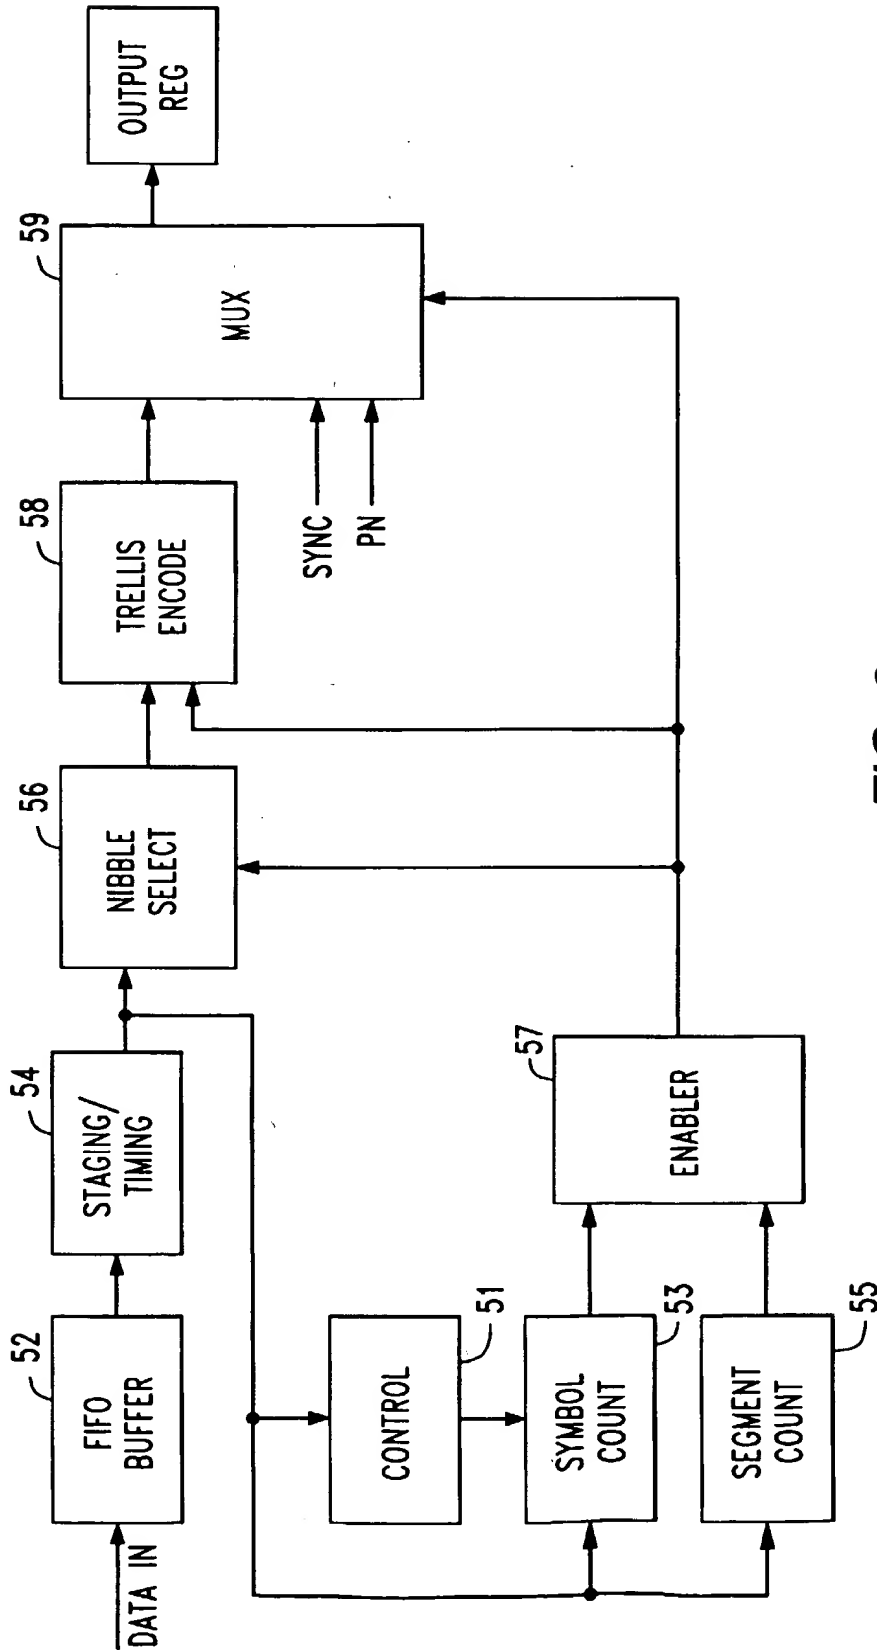 DATA IN
52
FIFO
BUFFER
54
STAGING/
TIMING
56
NIBBLE
SELECT
58
TRELLIS
ENCODE
SYNC
PN
59
MUX
OUTPUT
REG
CONTROL
51
SYMBOL
COUNT
53
SEGMENT
COUNT
55
57
ENABLER